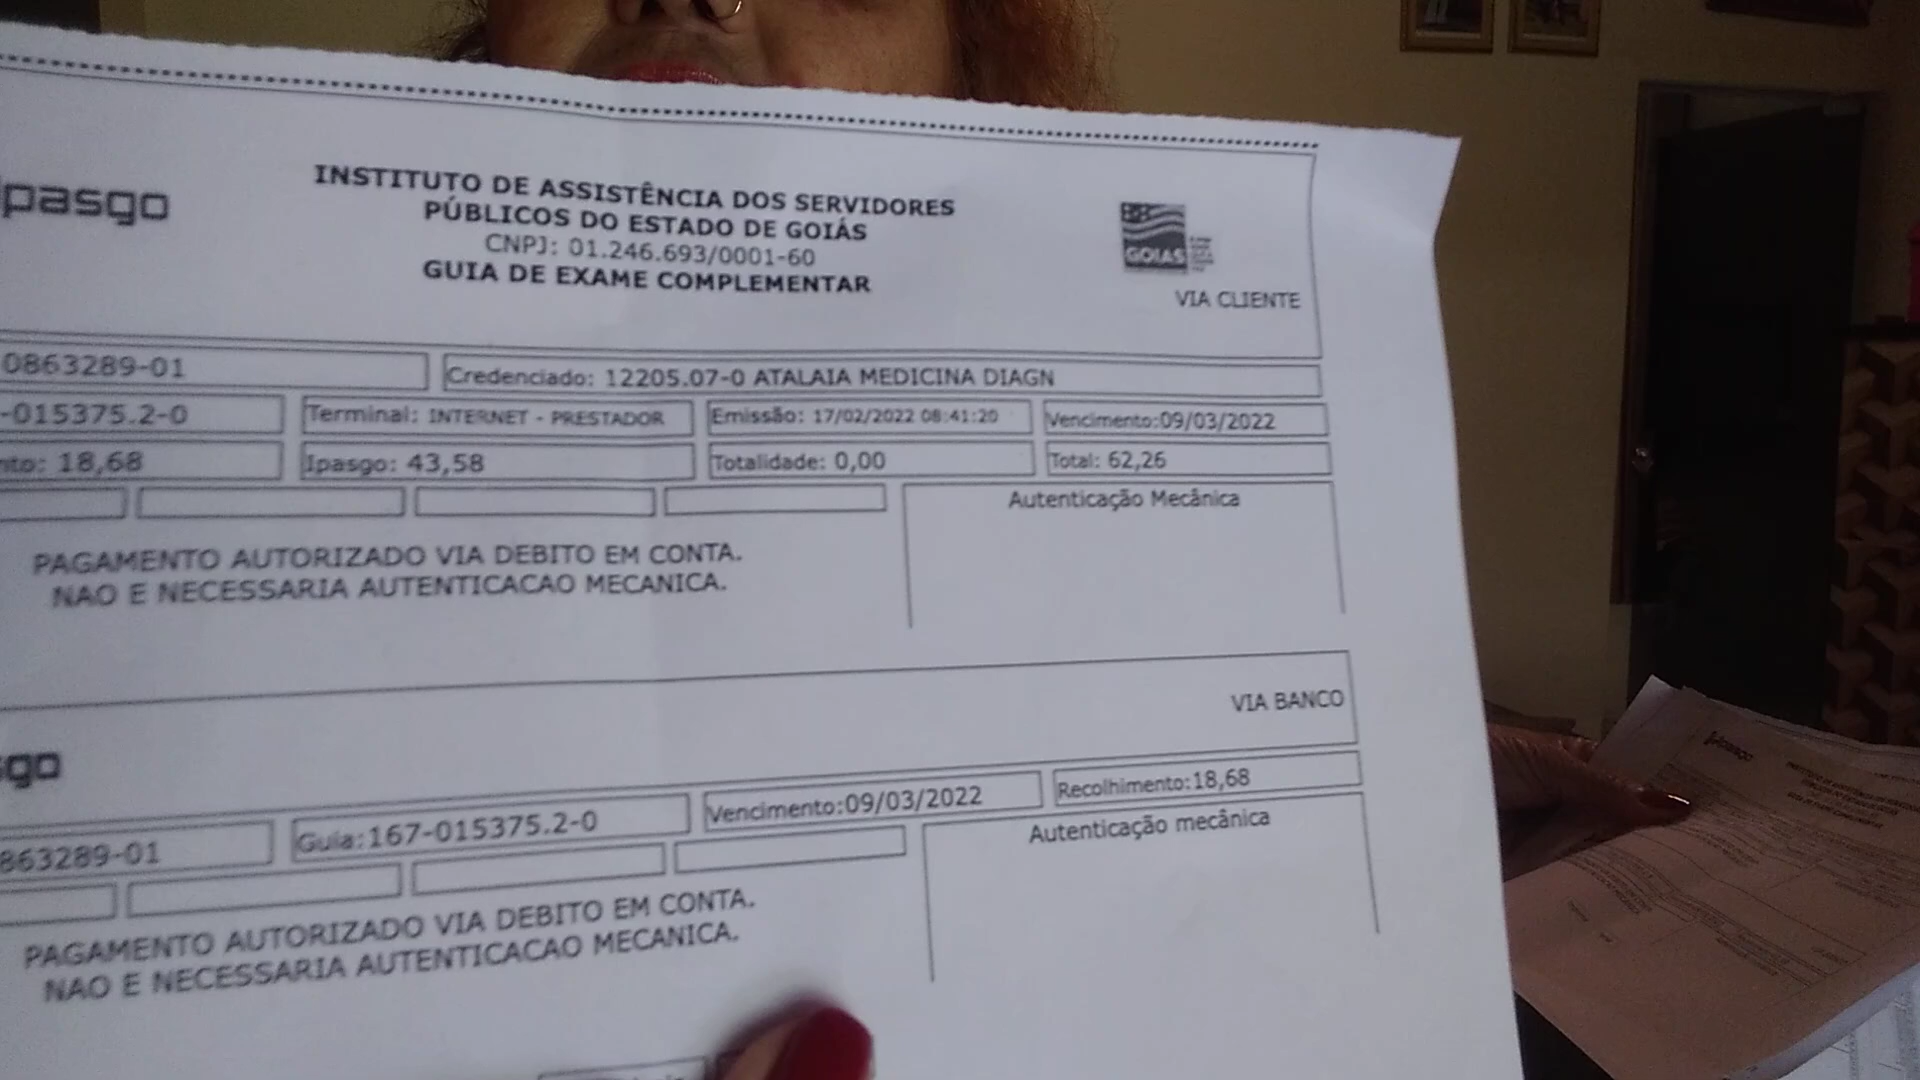 Ipasgo
INSTITUTO DE ASSISTÊNCIA DOS SERVIDORES
PÚBLICOS DO ESTADO DE GOIÁS
CNPJ: 01.246.693/0001-60
GUIA DE EXAME COMPLEMENTAR
GOIAS
VIA CLIENTE
0863289-01
Credenciado: 12205.07-0 ATALAIA MEDICINA DIAGN
-015375.2-0
Terminal: INTERNET - PRESTADOR
Emissão: 17/02/2022 08:41:20
Vencimento:09/03/2022
nto: 18,68
Ipasgo: 43,58
Totalidade: 0,00
Total: 62,26
Autenticação Mecânica
PAGAMENTO AUTORIZADO VIA DEBITO EM CONTA.
NAO E NECESSARIA AUTENTICACAO MECANICA.
VIA BANCO
sgo
863289-01
Guia:167-015375.2-0
Vencimento:09/03/2022
Recolhimento:18,68
Autenticação mecânica
PAGAMENTO AUTORIZADO VIA DEBITO EM CONTA.
NAO E NECESSARIA AUTENTICACAO MECANICA.
Ipasgo